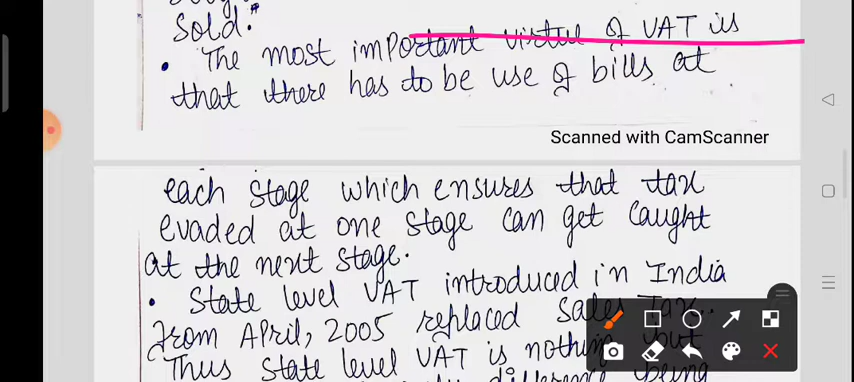 Sold."
• The most important virtue of VAT is
that there has to be use of bills at
Scanned with CamScanner
each stage which ensures that tax
evaded at one stage can get caught
at the next stage.
• State level VAT introduced in India
from April, 2005 replaced Sales Tax.
Thus State level VAT is nothing but
difference being